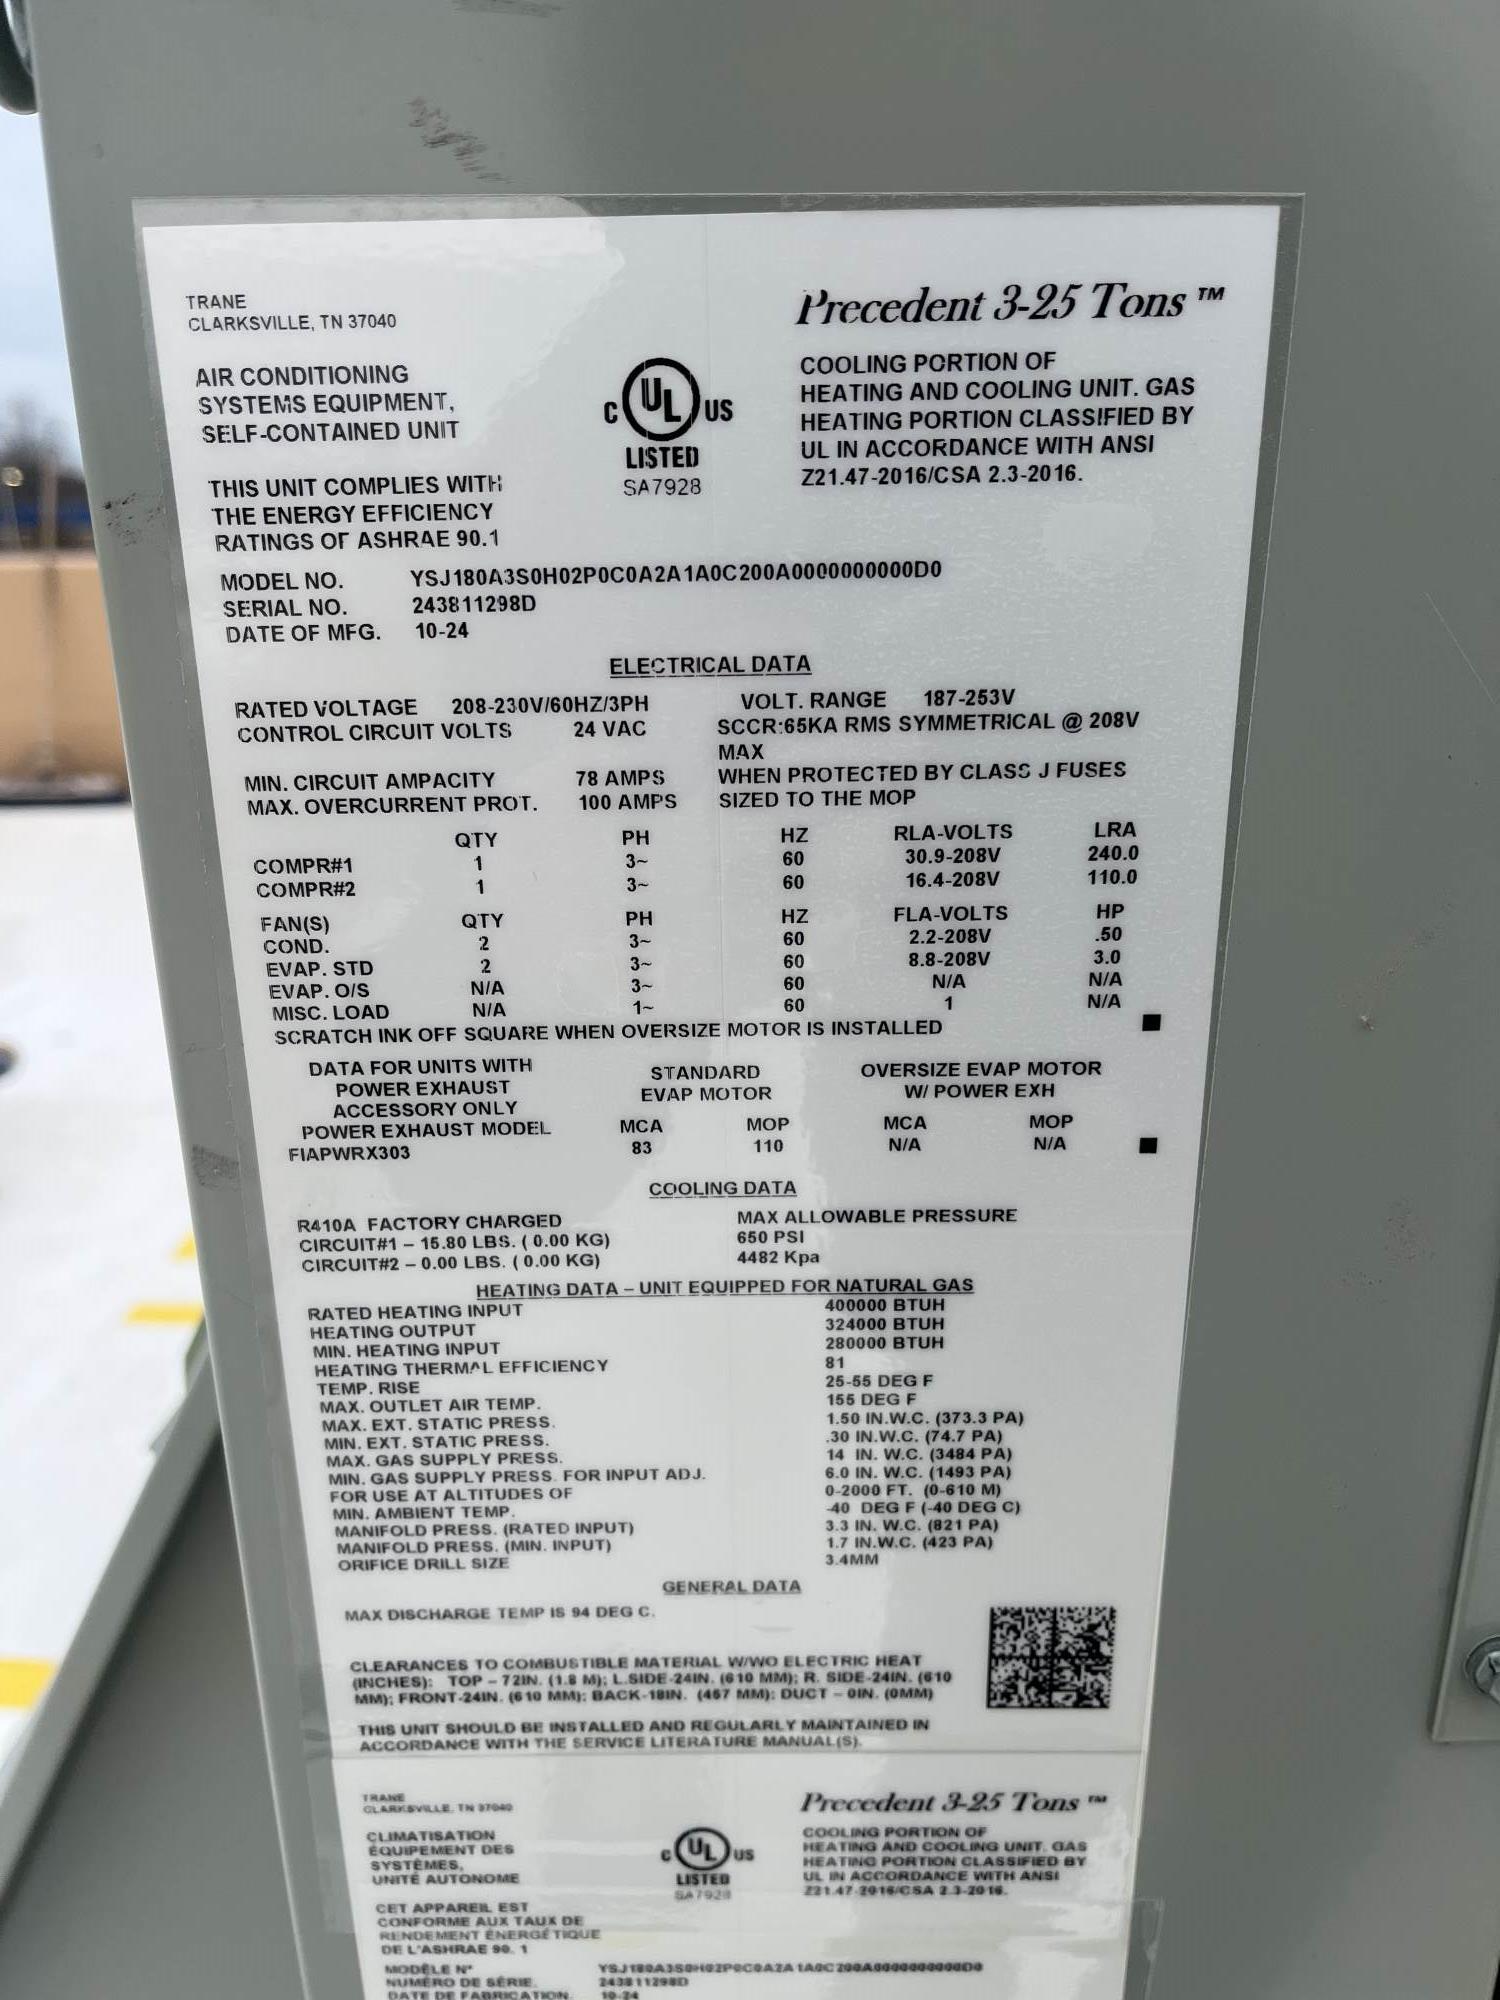 TRANE
CLARKSVILLE, TN 37040
Precedent 3-25 Tons ™
AIR CONDITIONING
SYSTEMS EQUIPMENT,
SELF-CONTAINED UNIT
C UL US
LISTED
SA7928
COOLING PORTION OF
HEATING AND COOLING UNIT. GAS
HEATING PORTION CLASSIFIED BY
UL IN ACCORDANCE WITH ANSI
Z21.47-2016/CSA 2.3-2016.
THIS UNIT COMPLIES WITH
THE ENERGY EFFICIENCY
RATINGS OF ASHRAE 90.1
MODEL NO. YSJ180A3S0H02P0C0A2A1A0C200A0000000000D0
SERIAL NO. 243811298D
DATE OF MFG. 10-24
ELECTRICAL DATA
RATED VOLTAGE 208-230V/60HZ/3PH VOLT. RANGE 187-253V
CONTROL CIRCUIT VOLTS 24 VAC SCCR:65KA RMS SYMMETRICAL @ 208V
MAX
MIN. CIRCUIT AMPACITY 78 AMPS WHEN PROTECTED BY CLASS J FUSES
MAX. OVERCURRENT PROT. 100 AMPS SIZED TO THE MOP
QTY PH HZ RLA-VOLTS LRA
COMPR#1 1 3~ 60 30.9-208V 240.0
COMPR#2 1 3~ 60 16.4-208V 110.0
FAN(S) QTY PH HZ FLA-VOLTS HP
COND. 2 3~ 60 2.2-208V .50
EVAP. STD 2 3~ 60 8.8-208V 3.0
EVAP. O/S N/A 3~ 60 N/A N/A
MISC. LOAD N/A 1~ 60 1 N/A
SCRATCH INK OFF SQUARE WHEN OVERSIZE MOTOR IS INSTALLED
DATA FOR UNITS WITH STANDARD OVERSIZE EVAP MOTOR
POWER EXHAUST EVAP MOTOR W/ POWER EXH
ACCESSORY ONLY
POWER EXHAUST MODEL MCA MOP MCA MOP
FIAPWRX303 83 110 N/A N/A
COOLING DATA
R410A FACTORY CHARGED MAX ALLOWABLE PRESSURE
CIRCUIT#1 – 15.80 LBS. ( 0.00 KG) 650 PSI
CIRCUIT#2 – 0.00 LBS. ( 0.00 KG) 4482 Kpa
HEATING DATA – UNIT EQUIPPED FOR NATURAL GAS
RATED HEATING INPUT 400000 BTUH
HEATING OUTPUT 324000 BTUH
MIN. HEATING INPUT 280000 BTUH
HEATING THERMAL EFFICIENCY 81
TEMP. RISE 25-55 DEG F
MAX. OUTLET AIR TEMP. 155 DEG F
MAX. EXT. STATIC PRESS. 1.50 IN.W.C. (373.3 PA)
MIN. EXT. STATIC PRESS. .30 IN.W.C. (74.7 PA)
MAX. GAS SUPPLY PRESS. 14 IN. W.C. (3484 PA)
MIN. GAS SUPPLY PRESS. FOR INPUT ADJ. 6.0 IN. W.C. (1493 PA)
FOR USE AT ALTITUDES OF 0-2000 FT. (0-610 M)
MIN. AMBIENT TEMP. -40 DEG F (-40 DEG C)
MANIFOLD PRESS. (RATED INPUT) 3.3 IN. W.C. (821 PA)
MANIFOLD PRESS. (MIN. INPUT) 1.7 IN.W.C. (423 PA)
ORIFICE DRILL SIZE 3.4MM
GENERAL DATA
MAX DISCHARGE TEMP IS 94 DEG C.
CLEARANCES TO COMBUSTIBLE MATERIAL W/WO ELECTRIC HEAT
(INCHES): TOP – 72IN. (1.8 M); L.SIDE-24IN. (610 MM); R. SIDE-24IN. (610
MM); FRONT-24IN. (610 MM); BACK-18IN. (457 MM); DUCT – 0IN. (0MM)
THIS UNIT SHOULD BE INSTALLED AND REGULARLY MAINTAINED IN
ACCORDANCE WITH THE SERVICE LITERATURE MANUAL(S).
TRANE
CLARKSVILLE, TN 37040
Precedent 3-25 Tons ™
CLIMATISATION
ÉQUIPEMENT DES
SYSTÈMES,
UNITÉ AUTONOME
C UL US
LISTED
SA7928
COOLING PORTION OF
HEATING AND COOLING UNIT. GAS
HEATING PORTION CLASSIFIED BY
UL IN ACCORDANCE WITH ANSI
Z21.47-2016/CSA 2.3-2016.
CET APPAREIL EST
CONFORME AUX TAUX DE
RENDEMENT ÉNERGÉTIQUE
DE L'ASHRAE 90. 1
MODÈLE N° YSJ180A3S0H02P0C0A2A1A0C200A0000000000D0
NUMÉRO DE SÉRIE. 243811298D
DATE DE FABRICATION. 10-24